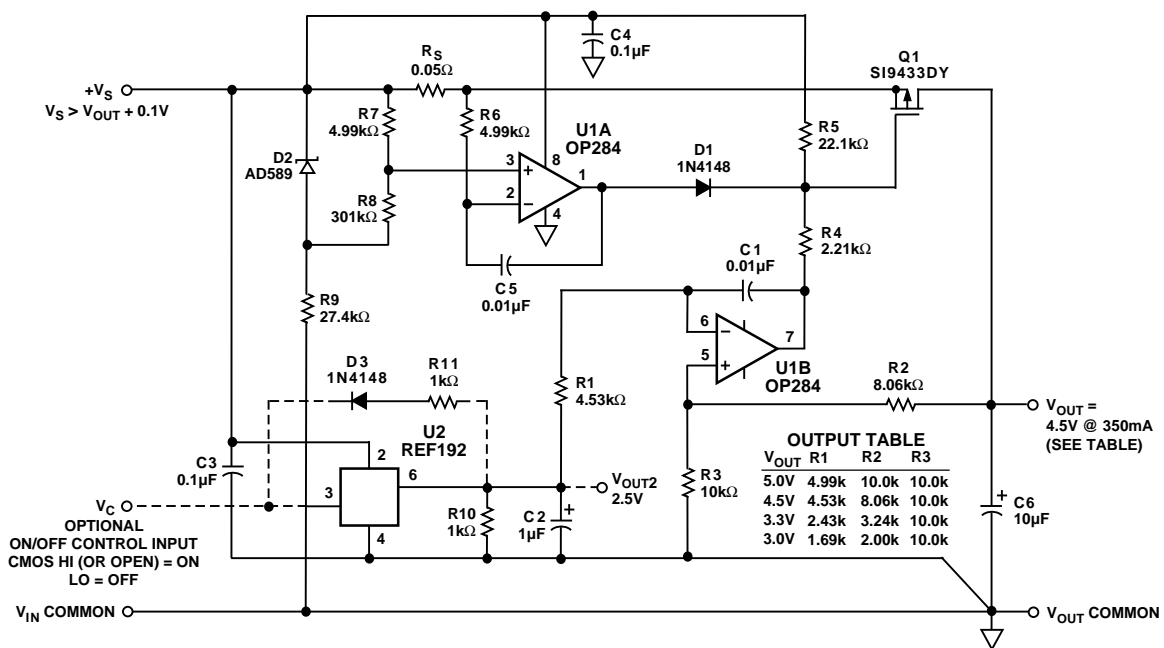 C4
0.1µF
RS
0.05Ω
Q1
SI9433DY
+VS
VS > VOUT + 0.1V
R7
4.99kΩ
R6
4.99kΩ
U1A
OP284
R5
22.1kΩ
D1
1N4148
D2
AD589
3
8
+
1
2
−
4
R8
301kΩ
R4
2.21kΩ
C5
0.01µF
C1
0.01µF
R9
27.4kΩ
6
−
7
5
+
U1B
OP284
D3
1N4148
R11
1kΩ
R1
4.53kΩ
R2
8.06kΩ
VOUT =
4.5V @ 350mA
(SEE TABLE)
U2
REF192
C3
0.1µF
2
6
3
4
VOUT2
2.5V
R3
10kΩ
OUTPUT TABLE
VOUT R1 R2 R3
5.0V 4.99k 10.0k 10.0k
4.5V 4.53k 8.06k 10.0k
3.3V 2.43k 3.24k 10.0k
3.0V 1.69k 2.00k 10.0k
+
C6
10µF
VC
OPTIONAL
ON/OFF CONTROL INPUT
CMOS HI (OR OPEN) = ON
LO = OFF
R10
1kΩ
C2
1µF
+
VIN COMMON
VOUT COMMON